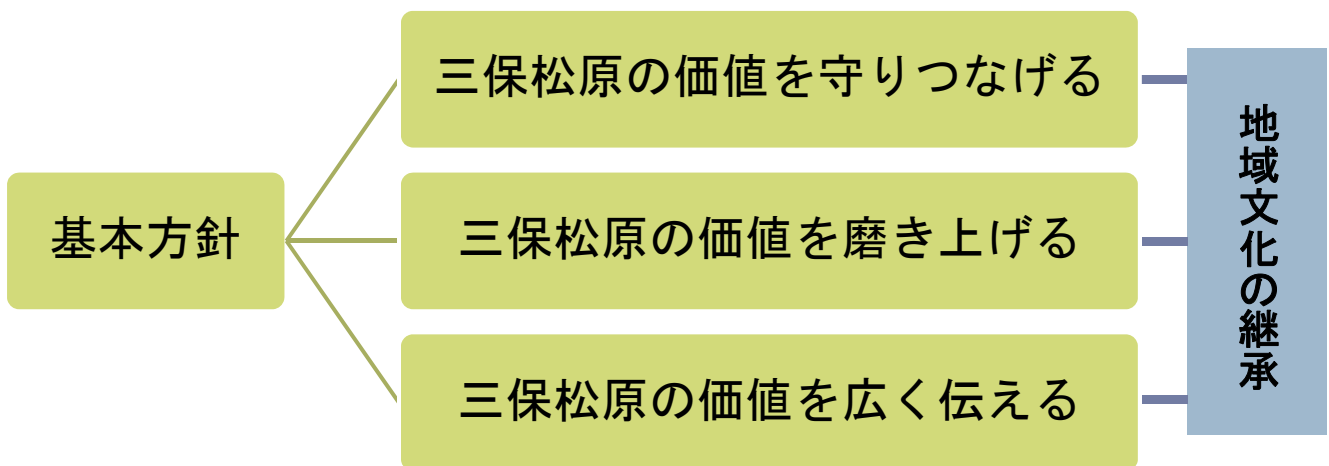 基本方針
三保松原の価値を守りつなげる
三保松原の価値を磨き上げる
三保松原の価値を広く伝える
地域文化の継承